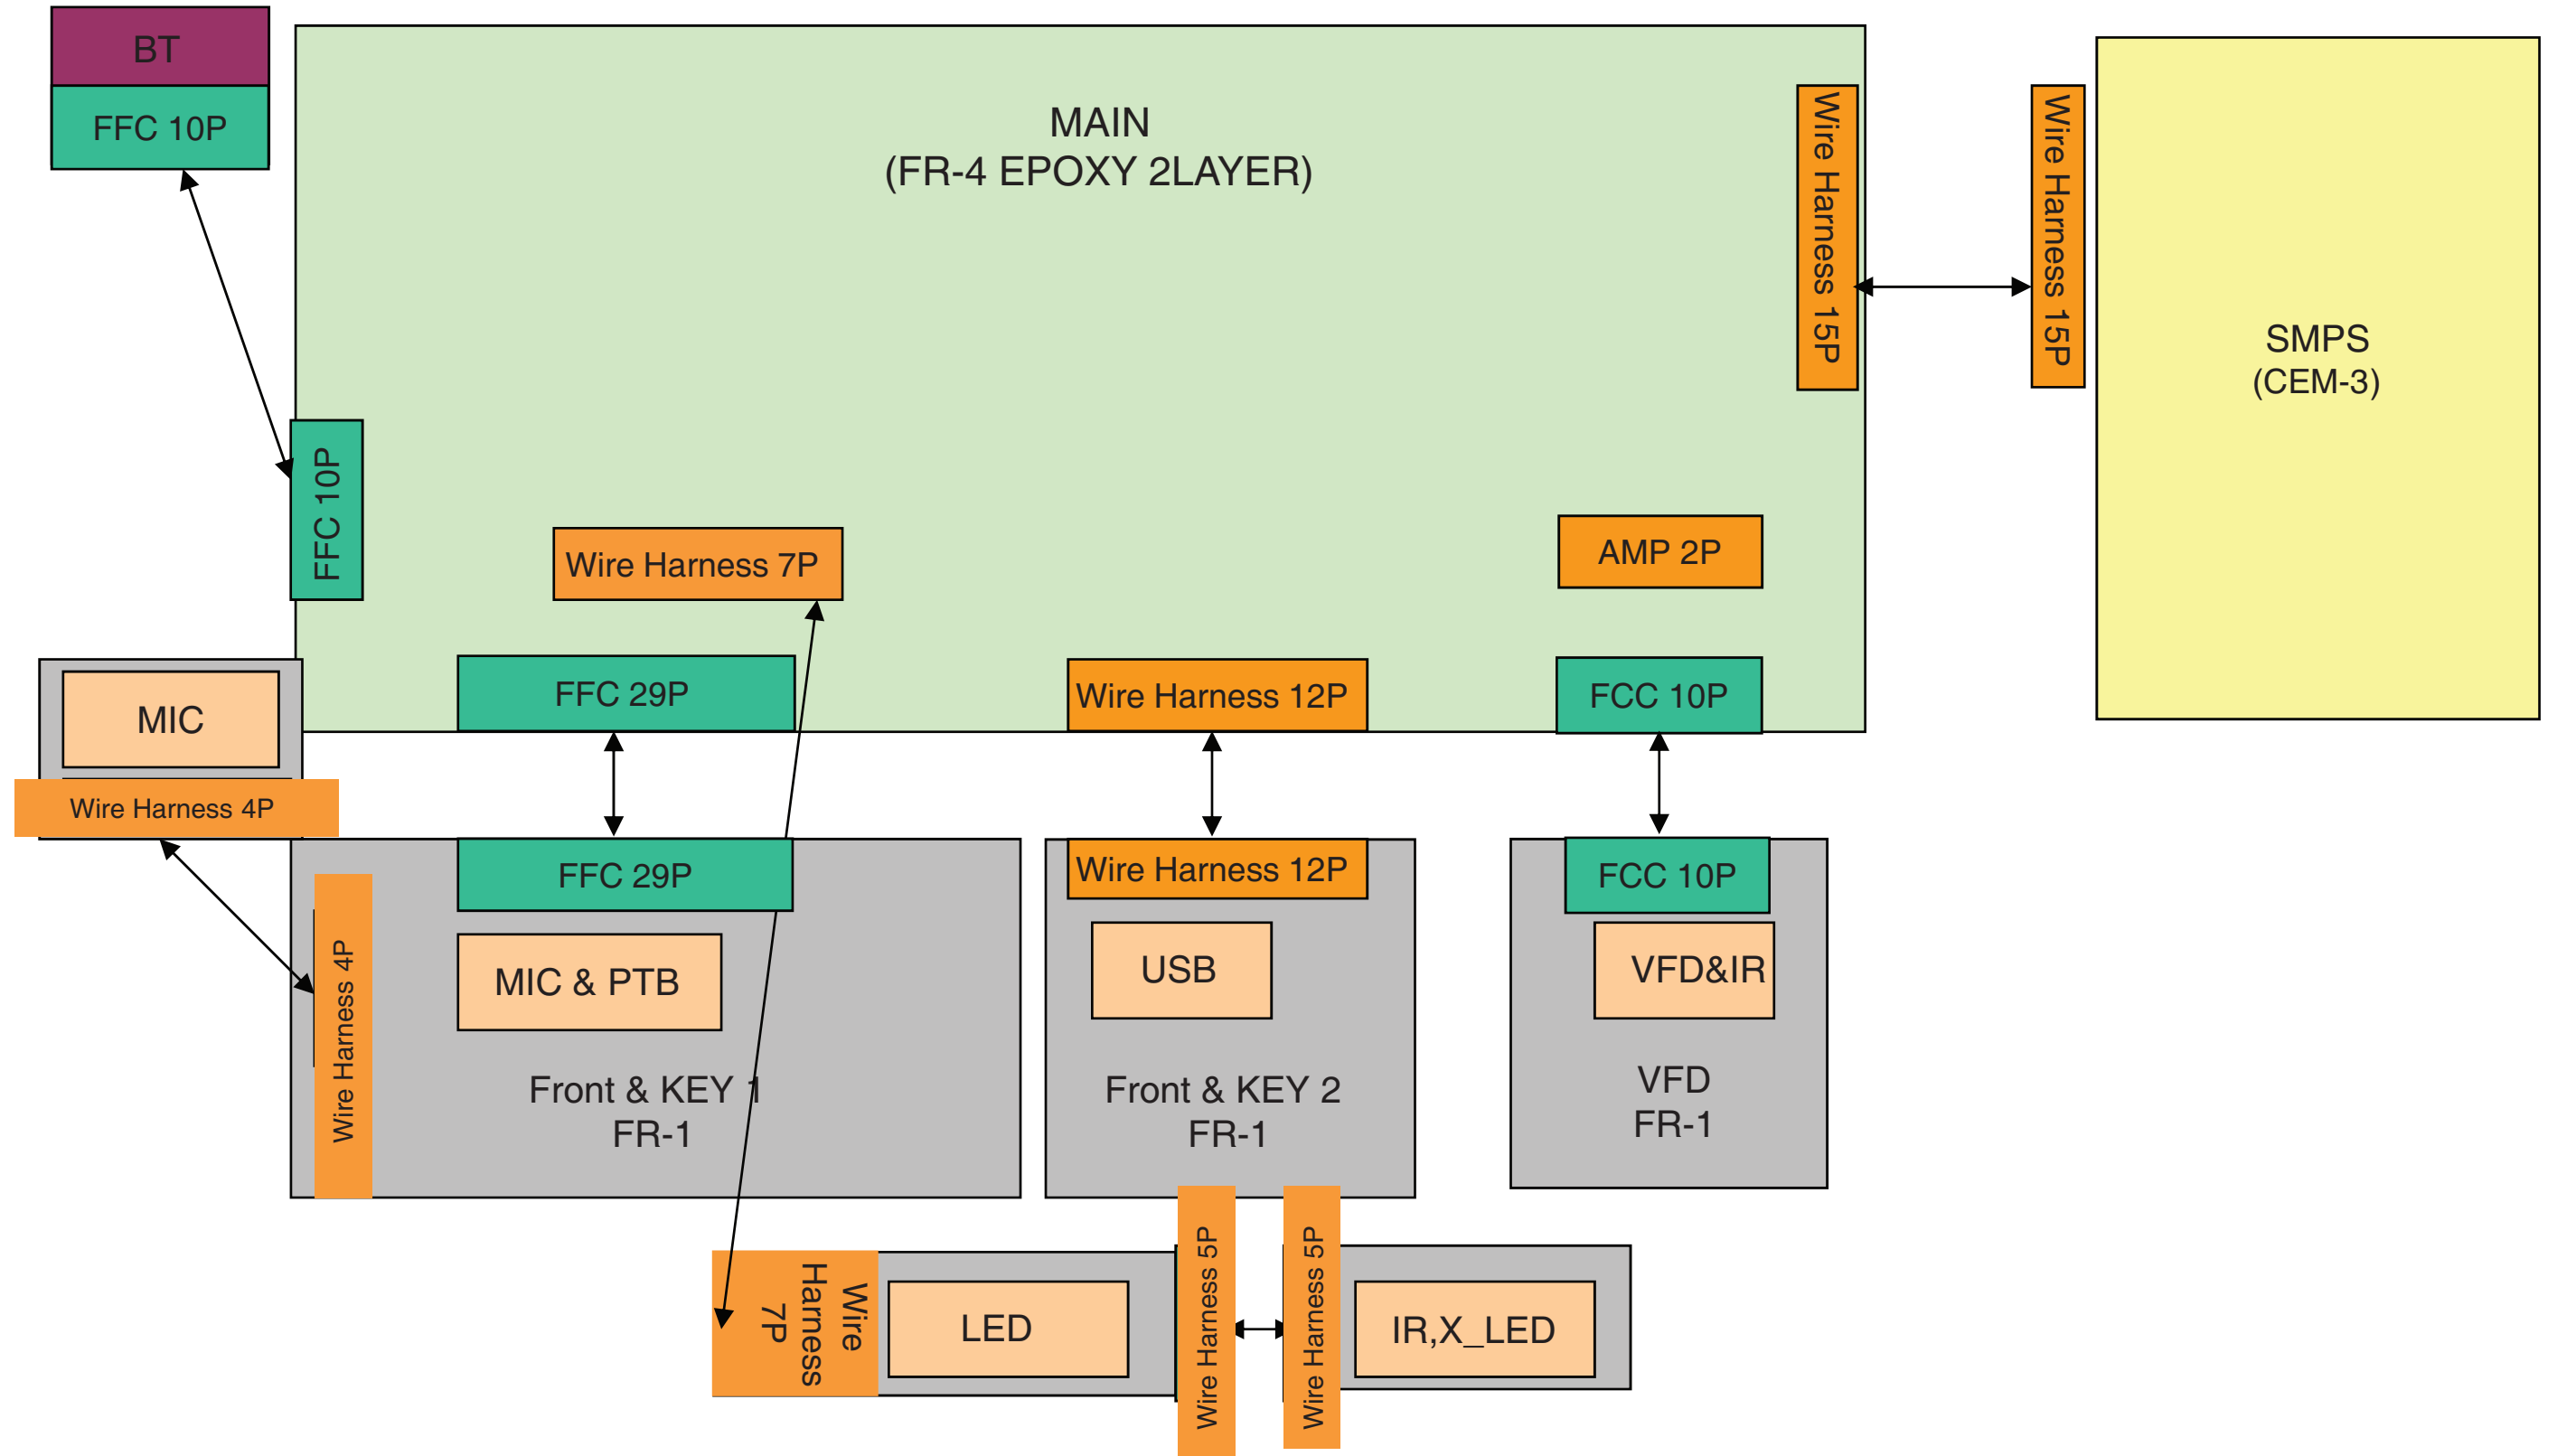 BT
FFC 10P
MAIN
(FR-4 EPOXY 2LAYER)
Wire Harness 15P
Wire Harness 15P
SMPS
(CEM-3)
FFC 10P
Wire Harness 7P
AMP 2P
MIC
FFC 29P
Wire Harness 12P
FCC 10P
Wire Harness 4P
FFC 29P
Wire Harness 12P
FCC 10P
Wire Harness 4P
MIC & PTB
USB
VFD&IR
Front & KEY 1
FR-1
Front & KEY 2
FR-1
VFD
FR-1
Wire
Harness
7P
LED
Wire Harness 5P
Wire Harness 5P
IR,X_LED